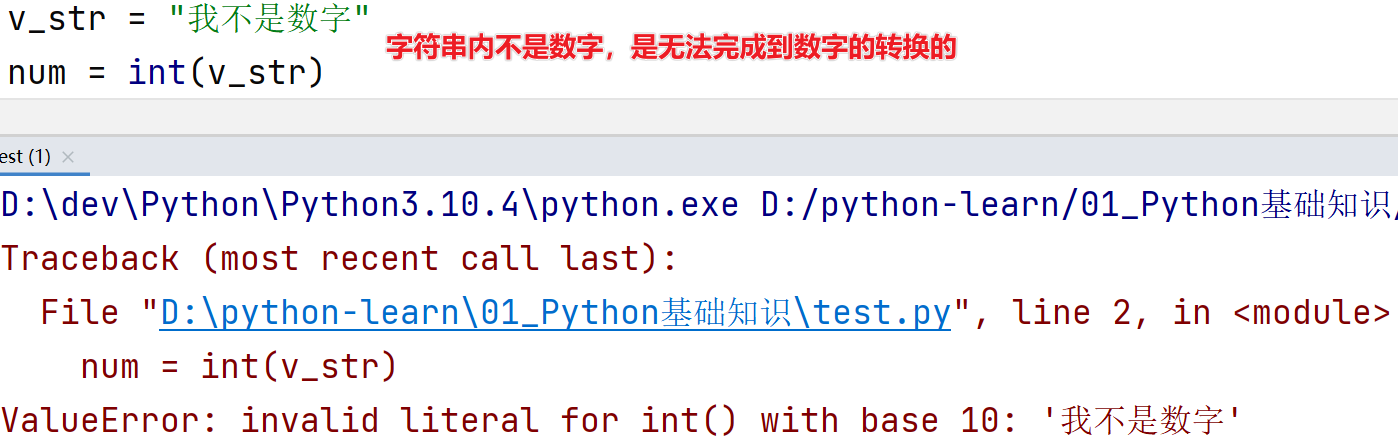 v_str = "我不是数字"
字符串内不是数字，是无法完成到数字的转换的
num = int(v_str)
est (1) ×
D:\dev\Python\Python3.10.4\python.exe D:/python-learn/01_Python基础知识/
Traceback (most recent call last):
File "D:\python-learn\01_Python基础知识\test.py", line 2, in <module>
num = int(v_str)
ValueError: invalid literal for int() with base 10: '我不是数字'